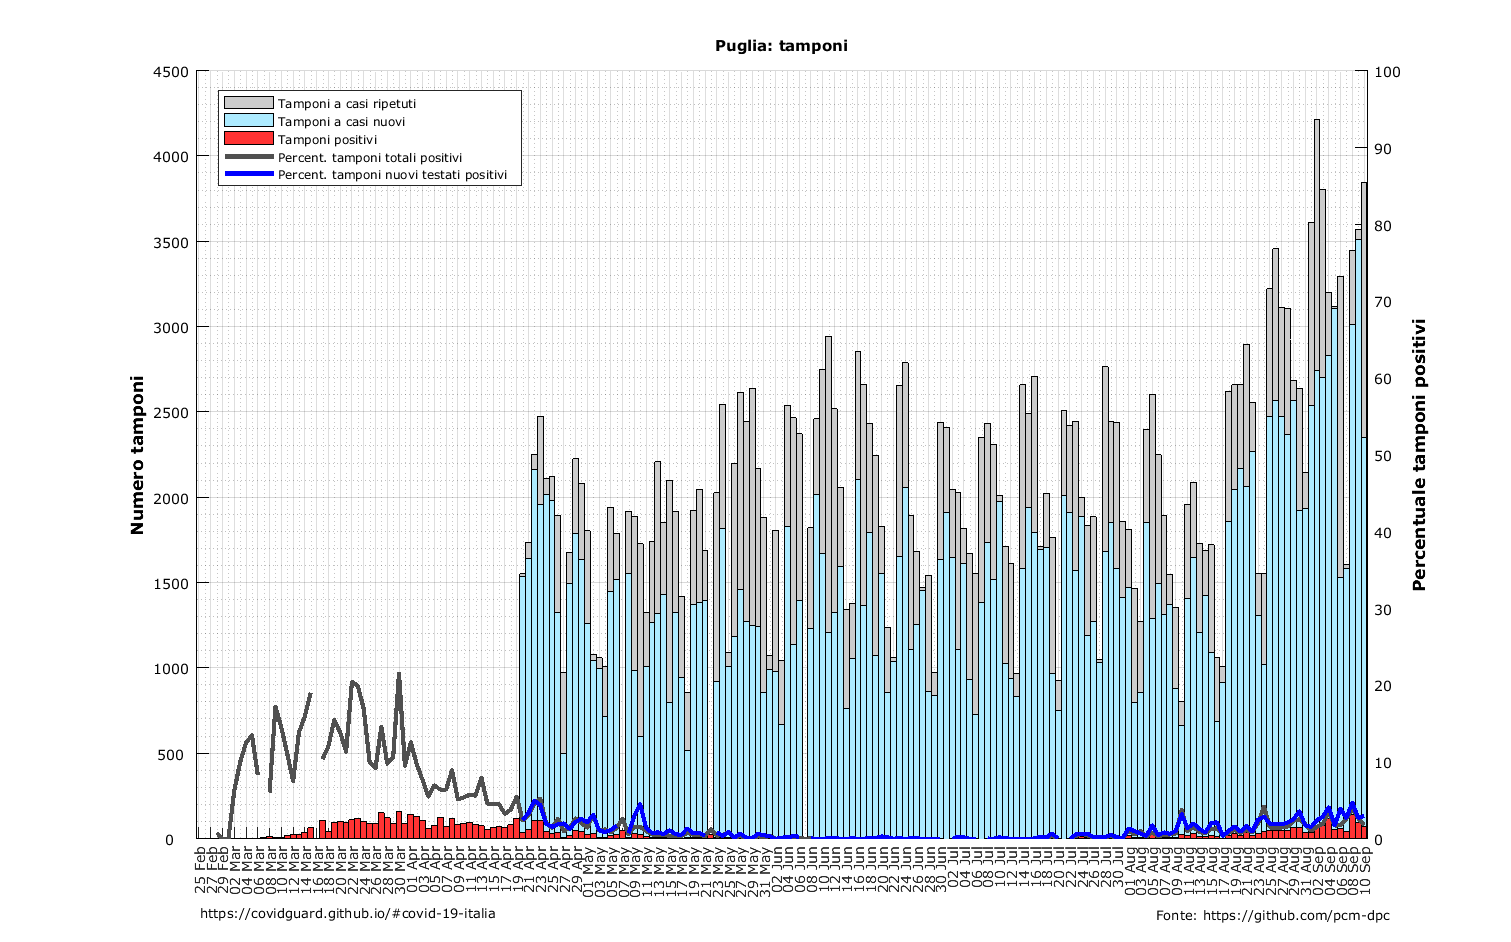 Puglia: tamponi
Tamponi a casi ripetuti
Tamponi a casi nuovi
Tamponi positivi
Percent. tamponi totali positivi
Percent. tamponi nuovi testati positivi
Numero tamponi
4500
4000
3500
3000
2500
2000
1500
1000
500
0
Percentuale tamponi positivi
100
90
80
70
60
50
40
30
20
10
0
25 Feb
27 Feb
29 Feb
02 Mar
04 Mar
06 Mar
08 Mar
10 Mar
12 Mar
14 Mar
16 Mar
18 Mar
20 Mar
22 Mar
24 Mar
26 Mar
28 Mar
30 Mar
01 Apr
03 Apr
05 Apr
07 Apr
09 Apr
11 Apr
13 Apr
15 Apr
17 Apr
19 Apr
21 Apr
23 Apr
25 Apr
27 Apr
29 Apr
01 May
03 May
05 May
07 May
09 May
11 May
13 May
15 May
17 May
19 May
21 May
23 May
25 May
27 May
29 May
31 May
02 Jun
04 Jun
06 Jun
08 Jun
10 Jun
12 Jun
14 Jun
16 Jun
18 Jun
20 Jun
22 Jun
24 Jun
26 Jun
28 Jun
30 Jun
02 Jul
04 Jul
06 Jul
08 Jul
10 Jul
12 Jul
14 Jul
16 Jul
18 Jul
20 Jul
22 Jul
24 Jul
26 Jul
28 Jul
30 Jul
01 Aug
03 Aug
05 Aug
07 Aug
09 Aug
11 Aug
13 Aug
15 Aug
17 Aug
19 Aug
21 Aug
23 Aug
25 Aug
27 Aug
29 Aug
31 Aug
02 Sep
04 Sep
06 Sep
08 Sep
10 Sep
https://covidguard.github.io/#covid-19-italia
Fonte: https://github.com/pcm-dpc